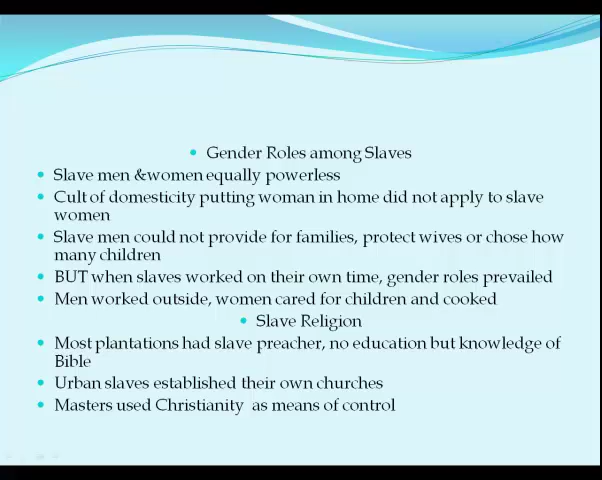 • Gender Roles among Slaves
• Slave men &women equally powerless
• Cult of domesticity putting woman in home did not apply to slave
women
• Slave men could not provide for families, protect wives or chose how
many children
• BUT when slaves worked on their own time, gender roles prevailed
• Men worked outside, women cared for children and cooked
• Slave Religion
• Most plantations had slave preacher, no education but knowledge of
Bible
• Urban slaves established their own churches
• Masters used Christianity as means of control